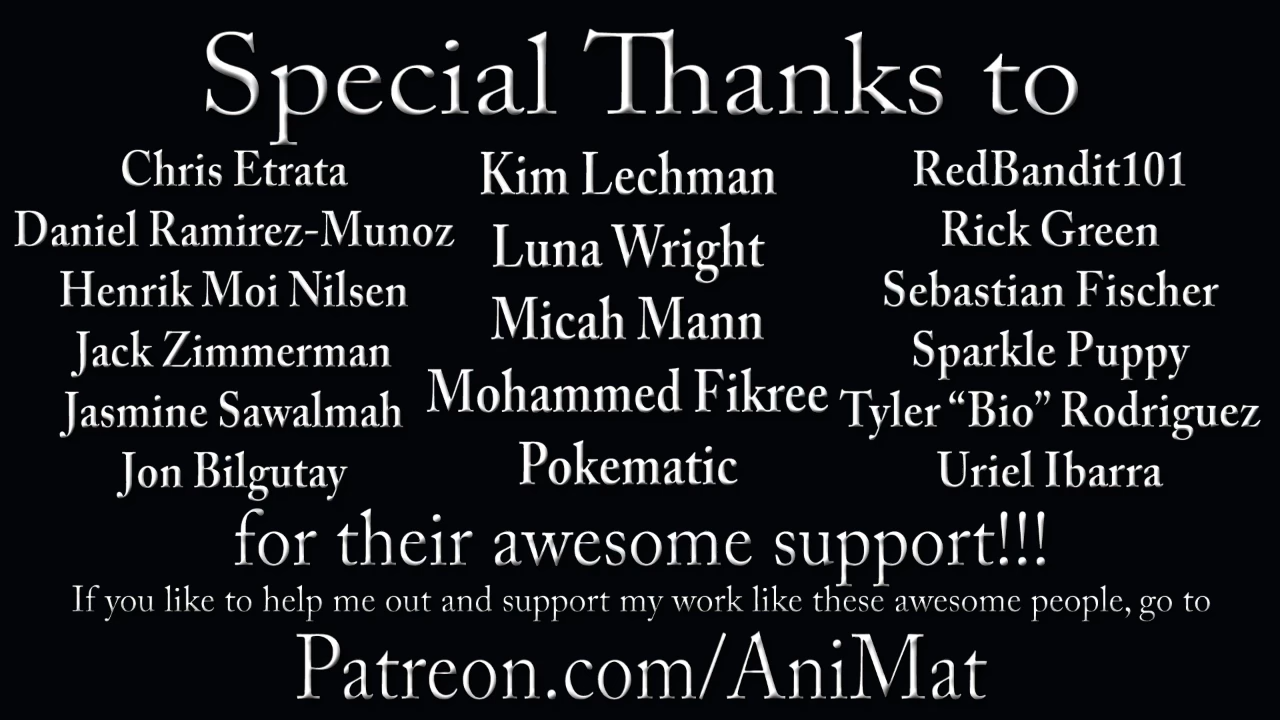 Special Thanks to
Chris Etrata
Daniel Ramirez-Munoz
Henrik Moi Nilsen
Jack Zimmerman
Jasmine Sawalmah
Jon Bilgutay
Kim Lechman
Luna Wright
Micah Mann
Mohammed Fikree
Pokematic
RedBandit101
Rick Green
Sebastian Fischer
Sparkle Puppy
Tyler “Bio” Rodriguez
Uriel Ibarra
for their awesome support!!!
If you like to help me out and support my work like these awesome people, go to
Patreon.com/AniMat